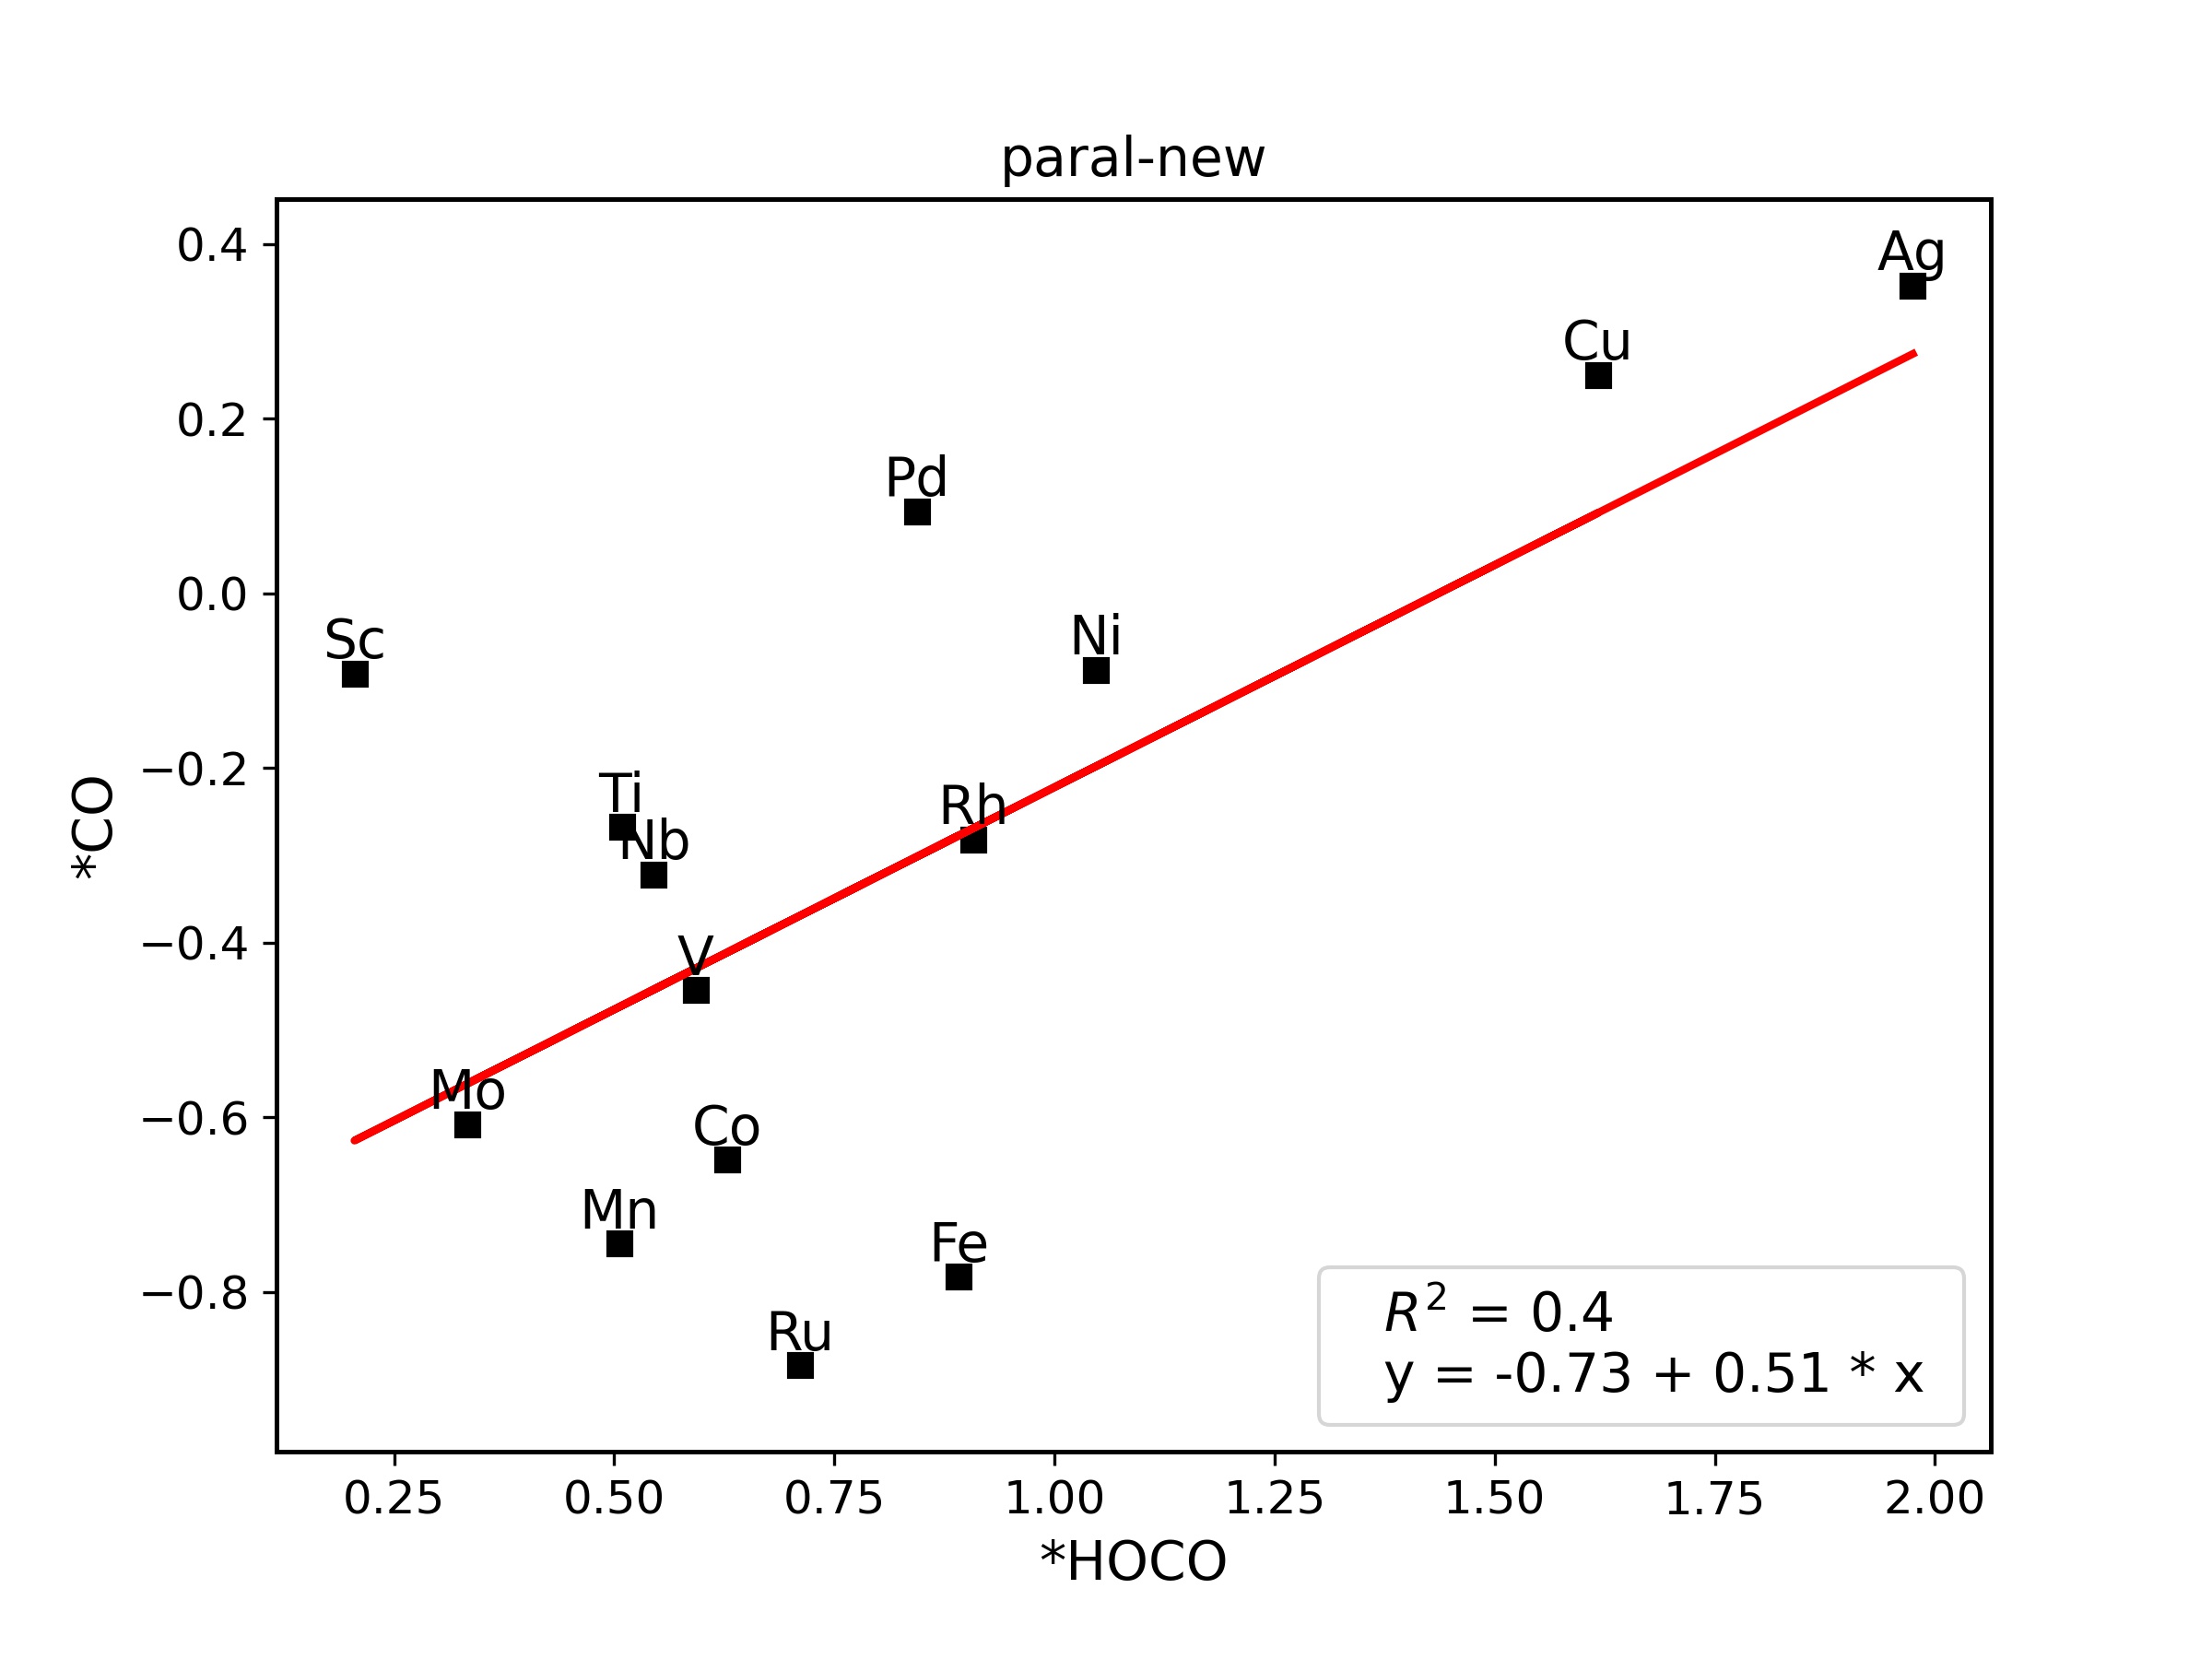 paral-new
0.4
0.2
0.0
−0.2
−0.4
−0.6
−0.8
*CO
Ag
Cu
Pd
Sc
Ni
Ti
Nb
Rh
V
Mo
Co
Mn
Fe
Ru
R² = 0.4
y = -0.73 + 0.51 * x
0.25 0.50 0.75 1.00 1.25 1.50 1.75 2.00
*HOCO